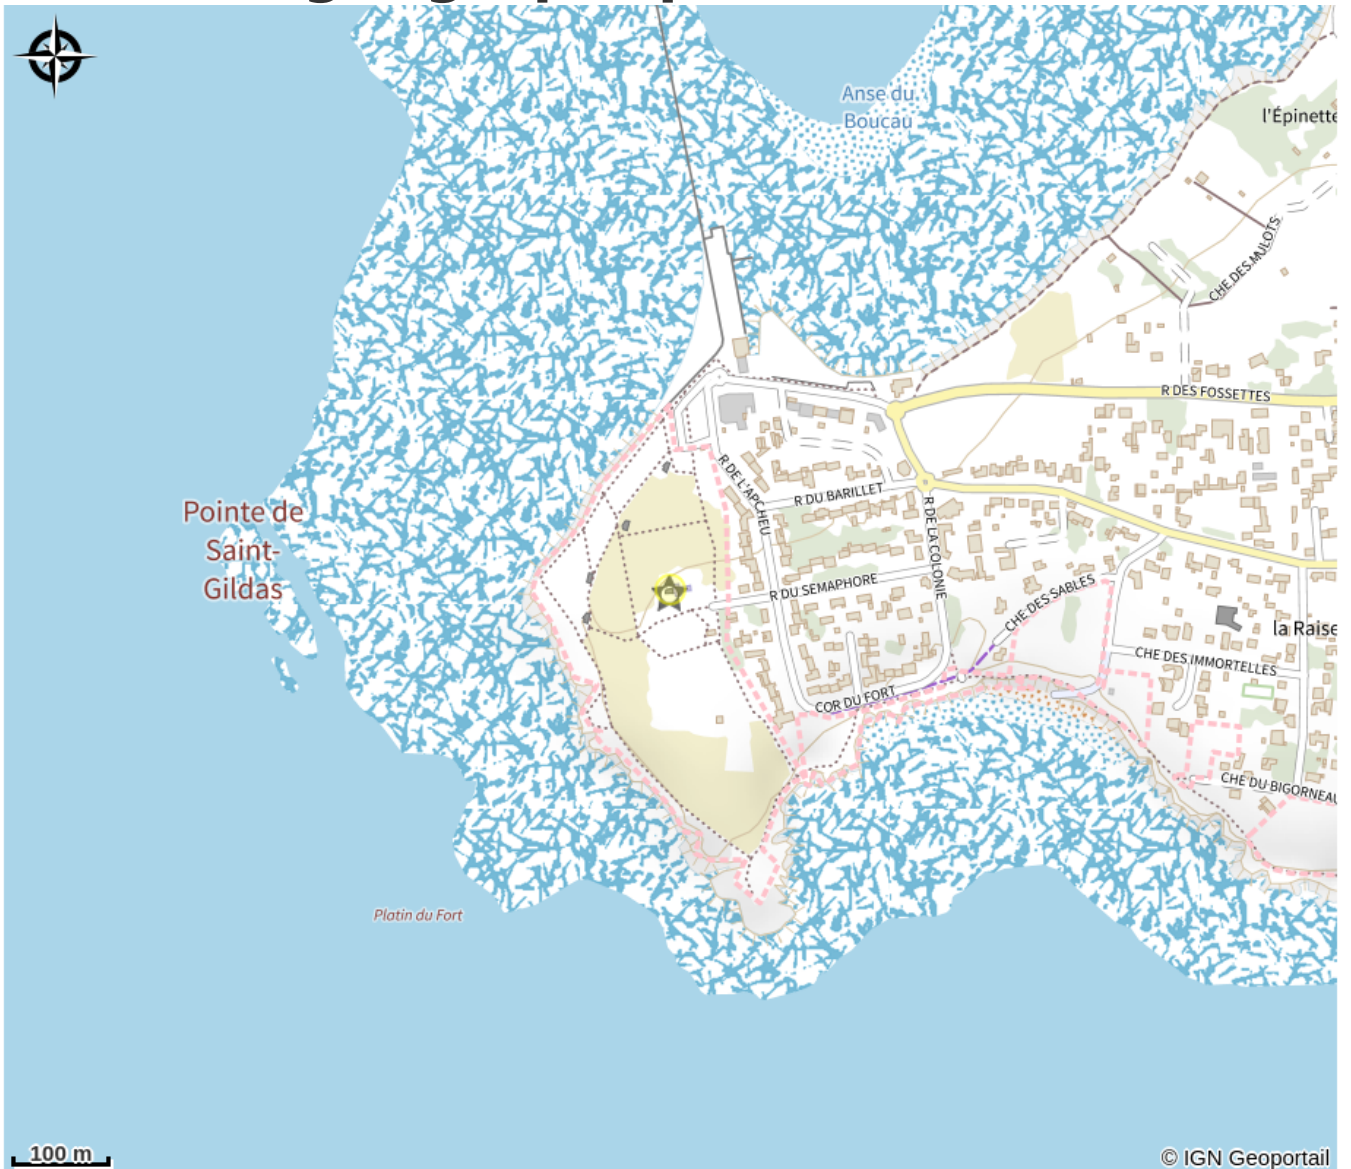 Anse du
Boucau
l'Épinette
CHE DES MULOTS
R DES FOSSETTES
R DE L'APCHEU
R DU BARILLET
R DE LA COLONIE
Pointe de
Saint-
Gildas
R DU SEMAPHORE
CHE DES SABLES
la Raise
CHE DES IMMORTELLES
COR DU FORT
CHE DU BIGORNEAU
Platin du Fort
100 m
© IGN Geoportail